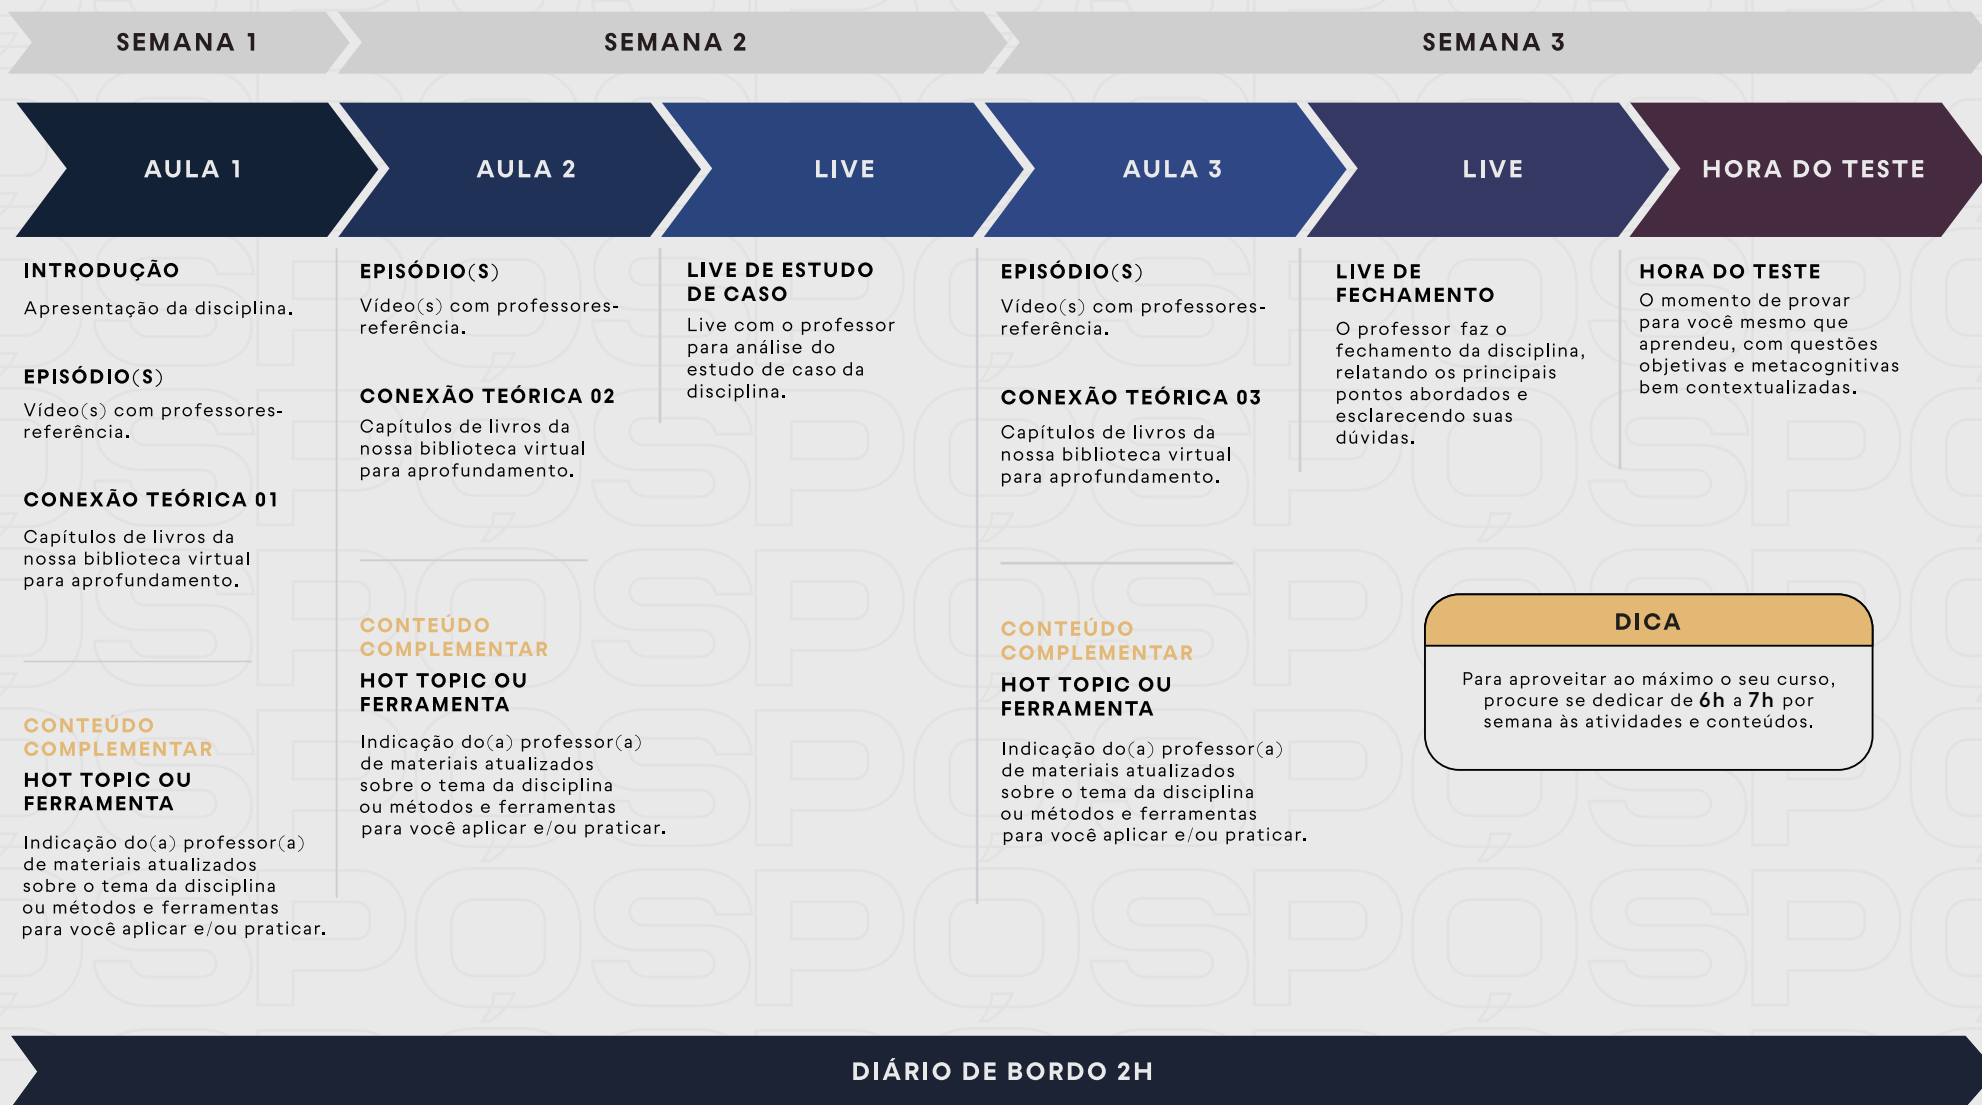 SEMANA 1
SEMANA 2
SEMANA 3
AULA 1
AULA 2
LIVE
AULA 3
LIVE
HORA DO TESTE
INTRODUÇÃO
Apresentação da disciplina.
EPISÓDIO(S)
Vídeo(s) com professores-
referência.
CONEXÃO TEÓRICA 01
Capítulos de livros da
nossa biblioteca virtual
para aprofundamento.
CONTEÚDO
COMPLEMENTAR
HOT TOPIC OU
FERRAMENTA
Indicação do(a) professor(a)
de materiais atualizados
sobre o tema da disciplina
ou métodos e ferramentas
para você aplicar e/ou praticar.
EPISÓDIO(S)
Vídeo(s) com professores-
referência.
CONEXÃO TEÓRICA 02
Capítulos de livros da
nossa biblioteca virtual
para aprofundamento.
CONTEÚDO
COMPLEMENTAR
HOT TOPIC OU
FERRAMENTA
Indicação do(a) professor(a)
de materiais atualizados
sobre o tema da disciplina
ou métodos e ferramentas
para você aplicar e/ou praticar.
LIVE DE ESTUDO
DE CASO
Live com o professor
para análise do
estudo de caso da
disciplina.
EPISÓDIO(S)
Vídeo(s) com professores-
referência.
CONEXÃO TEÓRICA 03
Capítulos de livros da
nossa biblioteca virtual
para aprofundamento.
CONTEÚDO
COMPLEMENTAR
HOT TOPIC OU
FERRAMENTA
Indicação do(a) professor(a)
de materiais atualizados
sobre o tema da disciplina
ou métodos e ferramentas
para você aplicar e/ou praticar.
LIVE DE
FECHAMENTO
O professor faz o
fechamento da disciplina,
relatando os principais
pontos abordados e
esclarecendo suas
dúvidas.
HORA DO TESTE
O momento de provar
para você mesmo que
aprendeu, com questões
objetivas e metacognitivas
bem contextualizadas.
DICA
Para aproveitar ao máximo o seu curso,
procure se dedicar de 6h a 7h por
semana às atividades e conteúdos.
DIÁRIO DE BORDO 2H